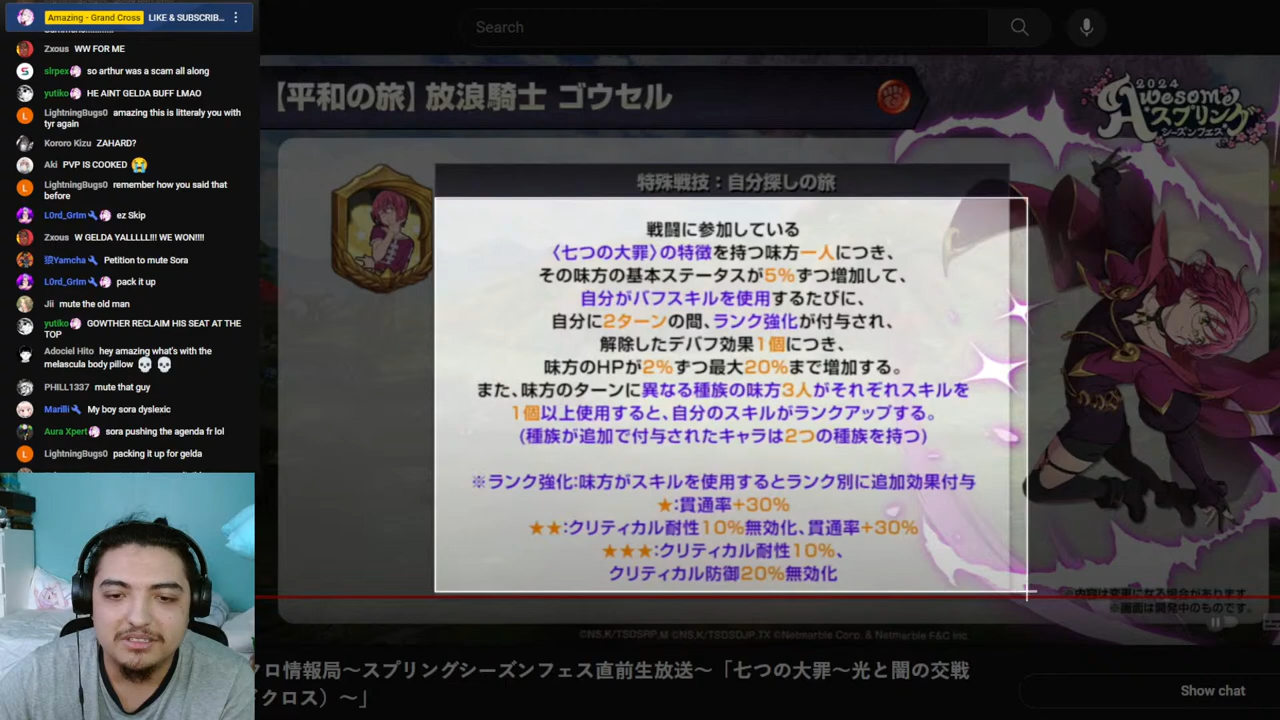 Amazing - Grand Cross LIKE & SUBSCRIB...
Zxous WW FOR ME
slrpex so arthur was a scam all along
yutiko HE AINT GELDA BUFF LMAO
LightningBugs0 amazing this is litteraly you with
tyr again
Kororo Kizu ZAHARD?
Aki PVP IS COOKED 😭
LightningBugs0 remember how you said that
before
L0rd_GrIm ez Skip
Zxous W GELDA YALLLLL!!! WE WON!!!!
狼Yamcha Petition to mute Sora
L0rd_GrIm pack it up
Jii mute the old man
yutiko GOWTHER RECLAIM HIS SEAT AT THE
TOP
Adociel Hito hey amazing what's with the
melascula body pillow 💀💀
PHILL1337 mute that guy
Marilli My boy sora dyslexic
Aura Xpert sora pushing the agenda fr lol
LightningBugs0 packing it up for gelda
Search
【平和の旅】放浪騎士 ゴウセル
2024
Awesome
スプリング
シーズンフェス
特殊戦技：自分探しの旅
戦闘に参加している
〈七つの大罪〉の特徴を持つ味方一人につき、
その味方の基本ステータスが5%ずつ増加して、
自分がバフスキルを使用するたびに、
自分に2ターンの間、ランク強化が付与され、
解除したデバフ効果1個につき、
味方のHPが2%ずつ最大20%まで増加する。
また、味方のターンに異なる種族の味方3人がそれぞれスキルを
1個以上使用すると、自分のスキルがランクアップする。
(種族が追加で付与されたキャラは2つの種族を持つ)
※ランク強化:味方がスキルを使用するとランク別に追加効果付与
★:貫通率+30%
★★:クリティカル耐性10%無効化、貫通率+30%
★★★:クリティカル耐性10%、
クリティカル防御20%無効化
※内容は変更になる場合があります。
※画面は開発中のものです。
©NS.K/TSDSRP,M ©NS.K/TSDSDJP,TX ©Netmarble Corp. & Netmarble F&C Inc.
クロ情報局～スプリングシーズンフェス直前生放送～「七つの大罪～光と闇の交戦
ドクロス）～」
Show chat